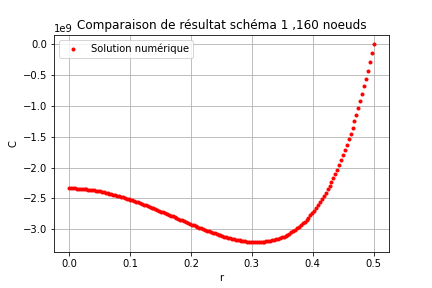 Comparaison de résultat schéma 1 ,160 noeuds
1e9
Solution numérique
0.0
−0.5
−1.0
−1.5
−2.0
−2.5
−3.0
C
0.0 0.1 0.2 0.3 0.4 0.5
r